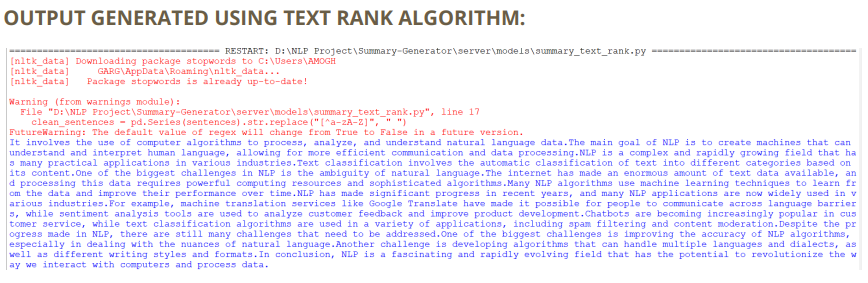 OUTPUT GENERATED USING TEXT RANK ALGORITHM:
==================================== RESTART: D:\NLP Project\Summary-Generator\server\models\summary_text_rank.py ===================================
[nltk_data] Downloading package stopwords to C:\Users\AMOGH
[nltk_data]     GARG\AppData\Roaming\nltk_data...
[nltk_data]   Package stopwords is already up-to-date!
Warning (from warnings module):
  File "D:\NLP Project\Summary-Generator\server\models\summary_text_rank.py", line 17
    clean_sentences = pd.Series(sentences).str.replace("[^a-zA-Z]", " ")
FutureWarning: The default value of regex will change from True to False in a future version.
It involves the use of computer algorithms to process, analyze, and understand natural language data.The main goal of NLP is to create machines that can
understand and interpret human language, allowing for more efficient communication and data processing.NLP is a complex and rapidly growing field that ha
s many practical applications in various industries.Text classification involves the automatic classification of text into different categories based on
its content.One of the biggest challenges in NLP is the ambiguity of natural language.The internet has made an enormous amount of text data available, an
d processing this data requires powerful computing resources and sophisticated algorithms.Many NLP algorithms use machine learning techniques to learn fr
om the data and improve their performance over time.NLP has made significant progress in recent years, and many NLP applications are now widely used in v
arious industries.For example, machine translation services like Google Translate have made it possible for people to communicate across language barrier
s, while sentiment analysis tools are used to analyze customer feedback and improve product development.Chatbots are becoming increasingly popular in cus
tomer service, while text classification algorithms are used in a variety of applications, including spam filtering and content moderation.Despite the pr
ogress made in NLP, there are still many challenges that need to be addressed.One of the biggest challenges is improving the accuracy of NLP algorithms,
especially in dealing with the nuances of natural language.Another challenge is developing algorithms that can handle multiple languages and dialects, as
well as different writing styles and formats.In conclusion, NLP is a fascinating and rapidly evolving field that has the potential to revolutionize the w
ay we interact with computers and process data.